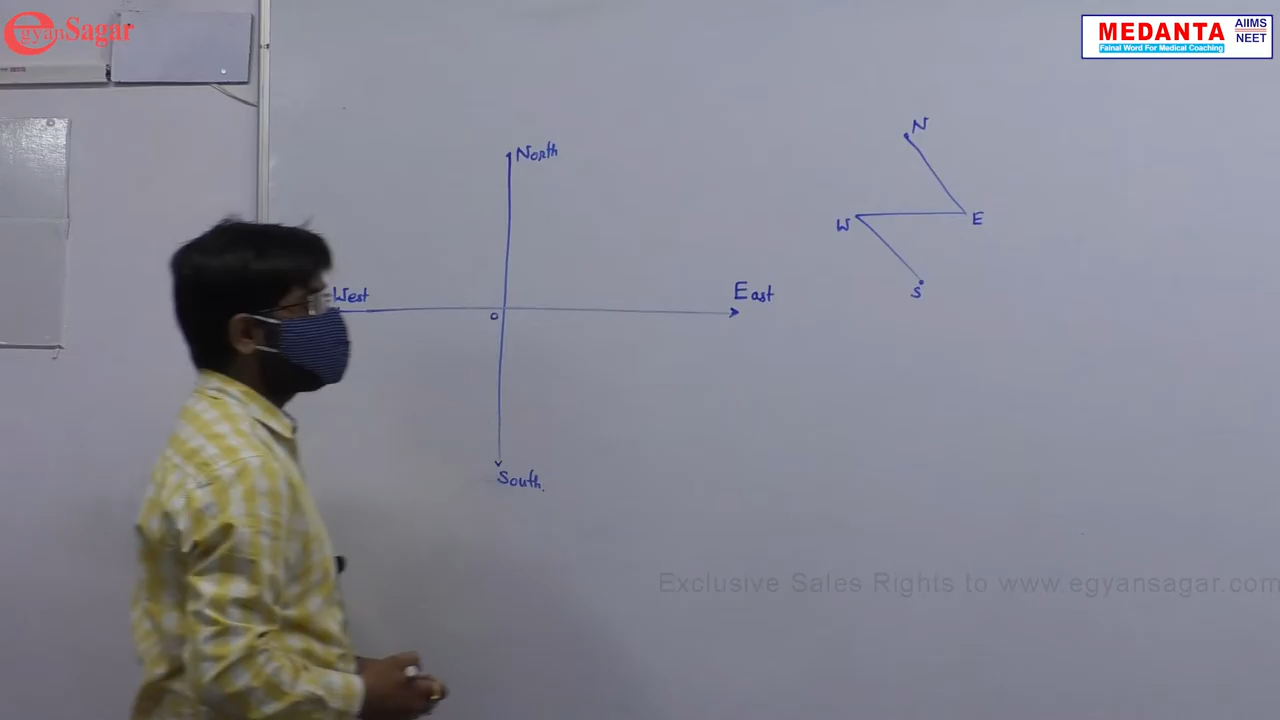 egyanSagar
MEDANTA
AIIMS
NEET
Fainal Word For Medical Coaching
North
West
East
o
South.
N
W
E
S
Exclusive Sales Rights to www.egyansagar.com